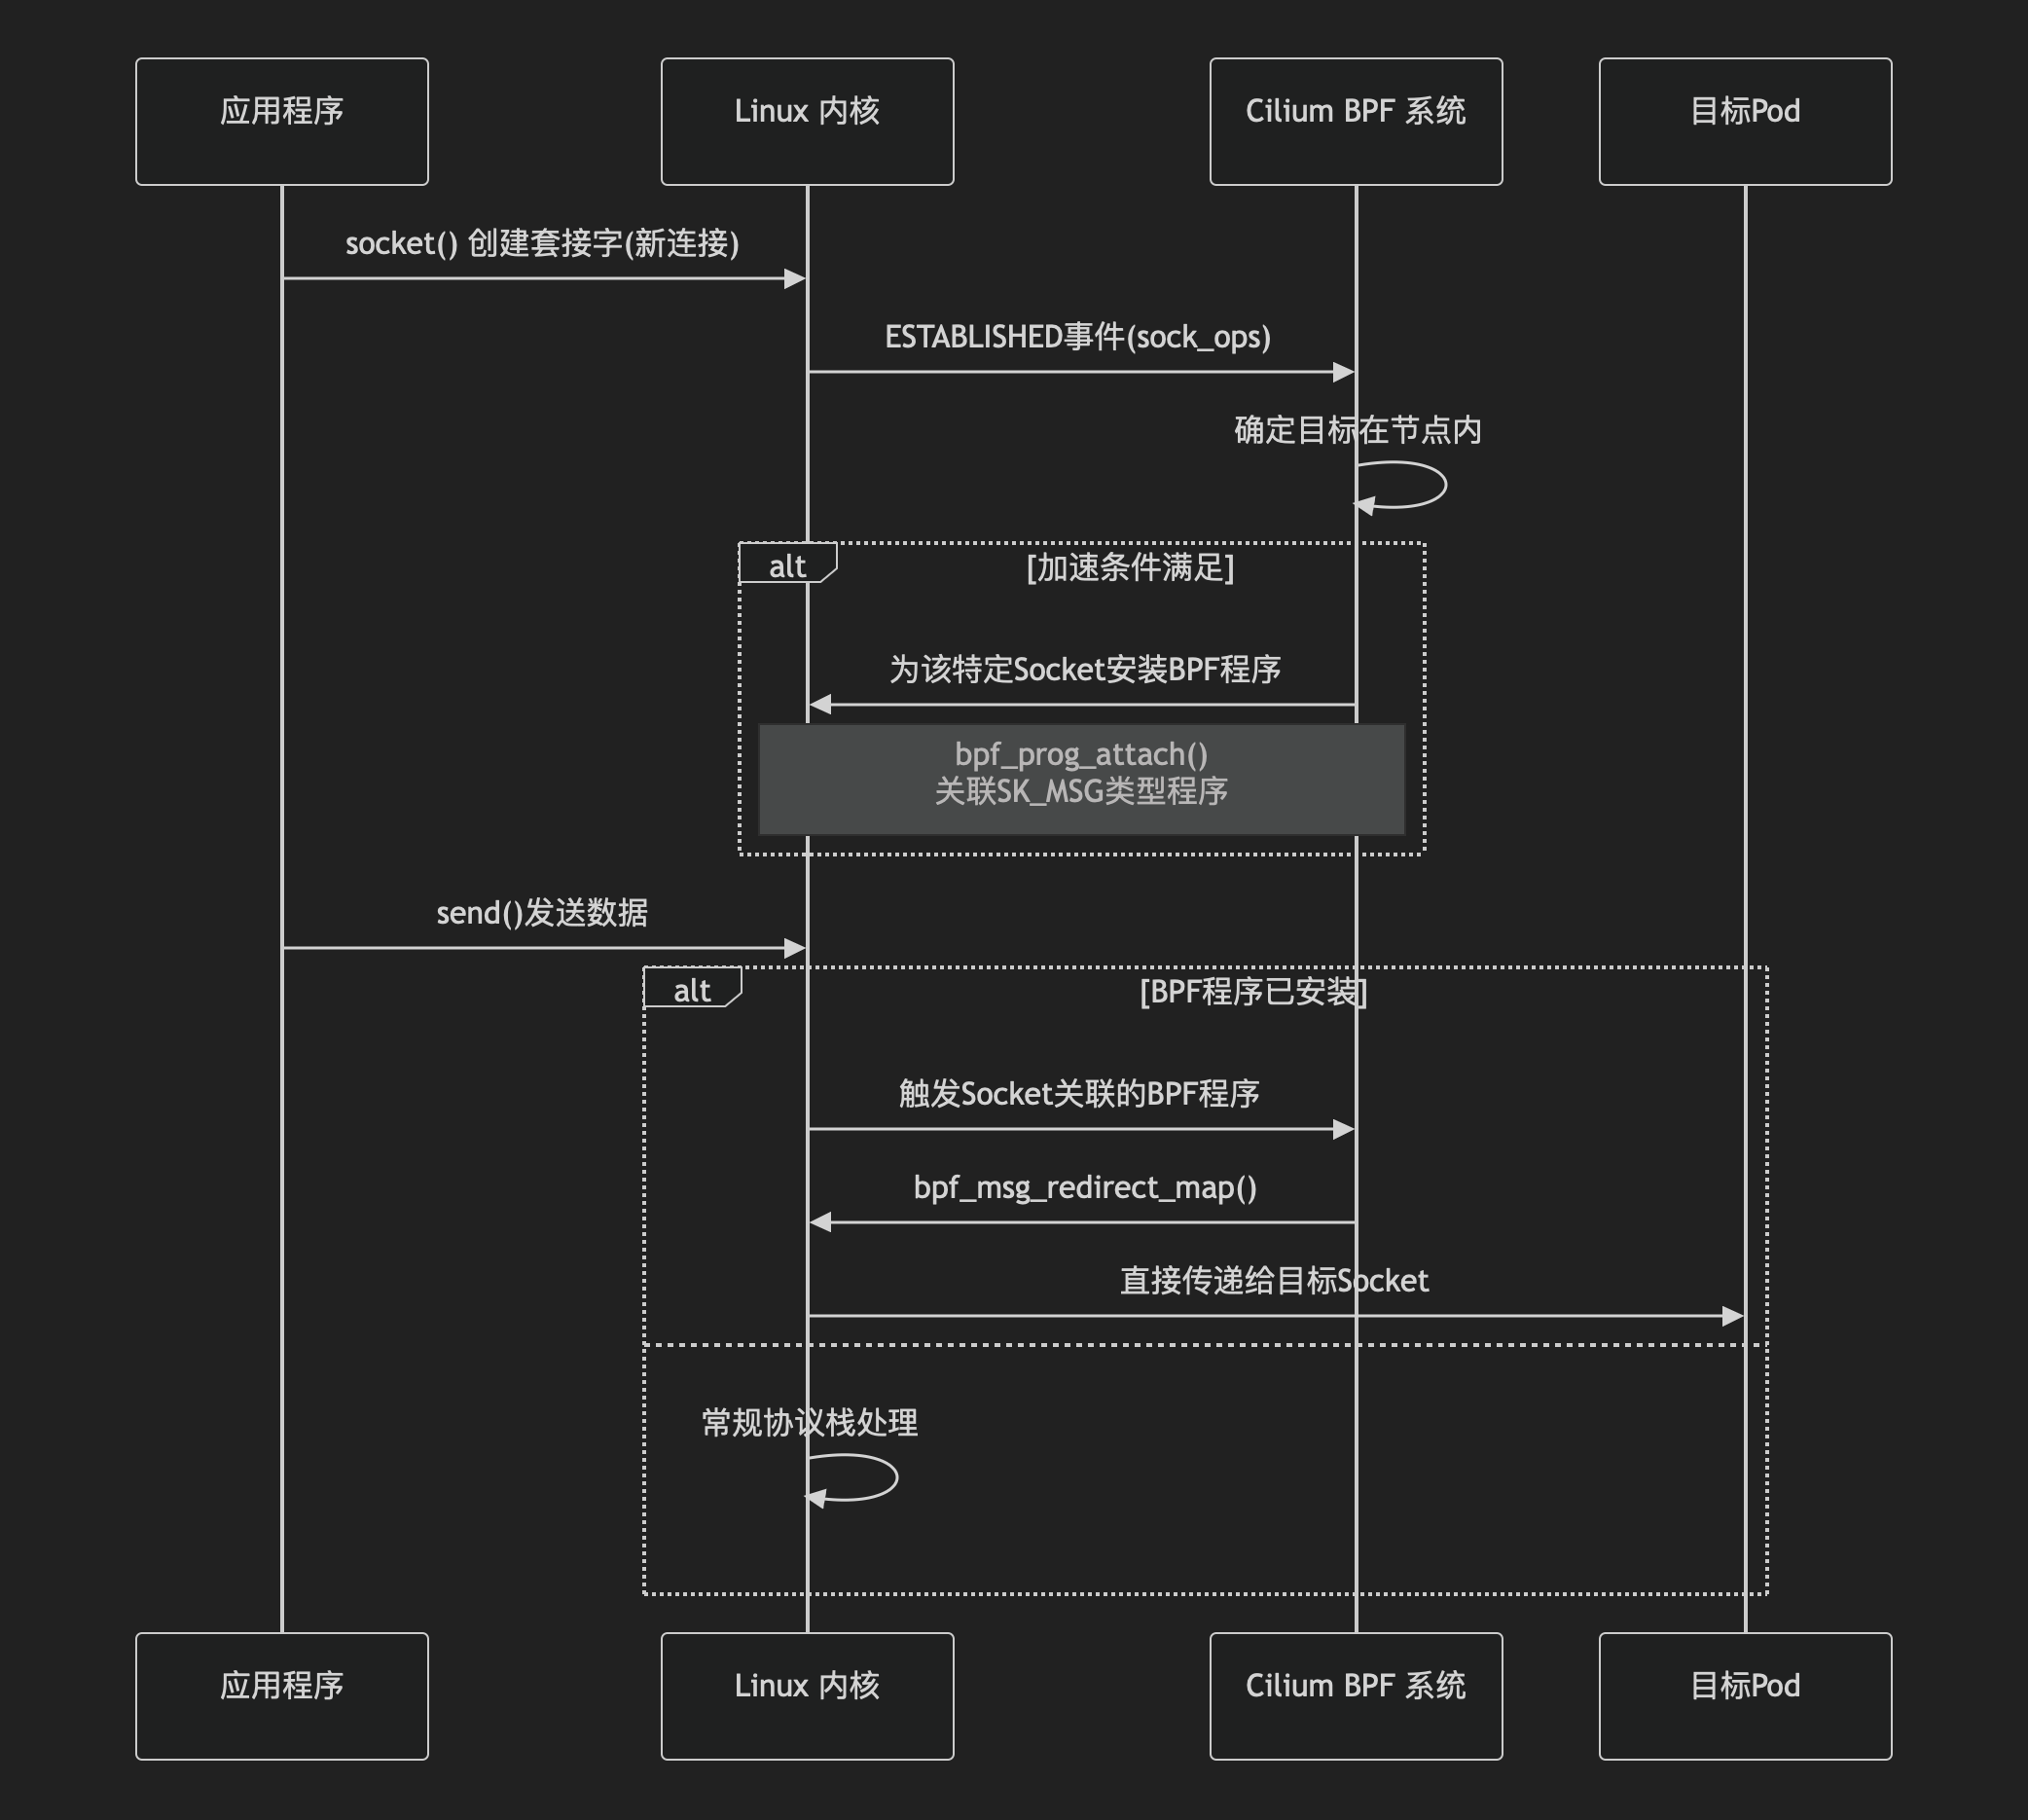 应用程序
Linux 内核
Cilium BPF 系统
目标Pod
socket() 创建套接字(新连接)
ESTABLISHED事件(sock_ops)
确定目标在节点内
alt
[加速条件满足]
为该特定Socket安装BPF程序
bpf_prog_attach()
关联SK_MSG类型程序
send()发送数据
alt
[BPF程序已安装]
触发Socket关联的BPF程序
bpf_msg_redirect_map()
直接传递给目标Socket
常规协议栈处理
应用程序
Linux 内核
Cilium BPF 系统
目标Pod